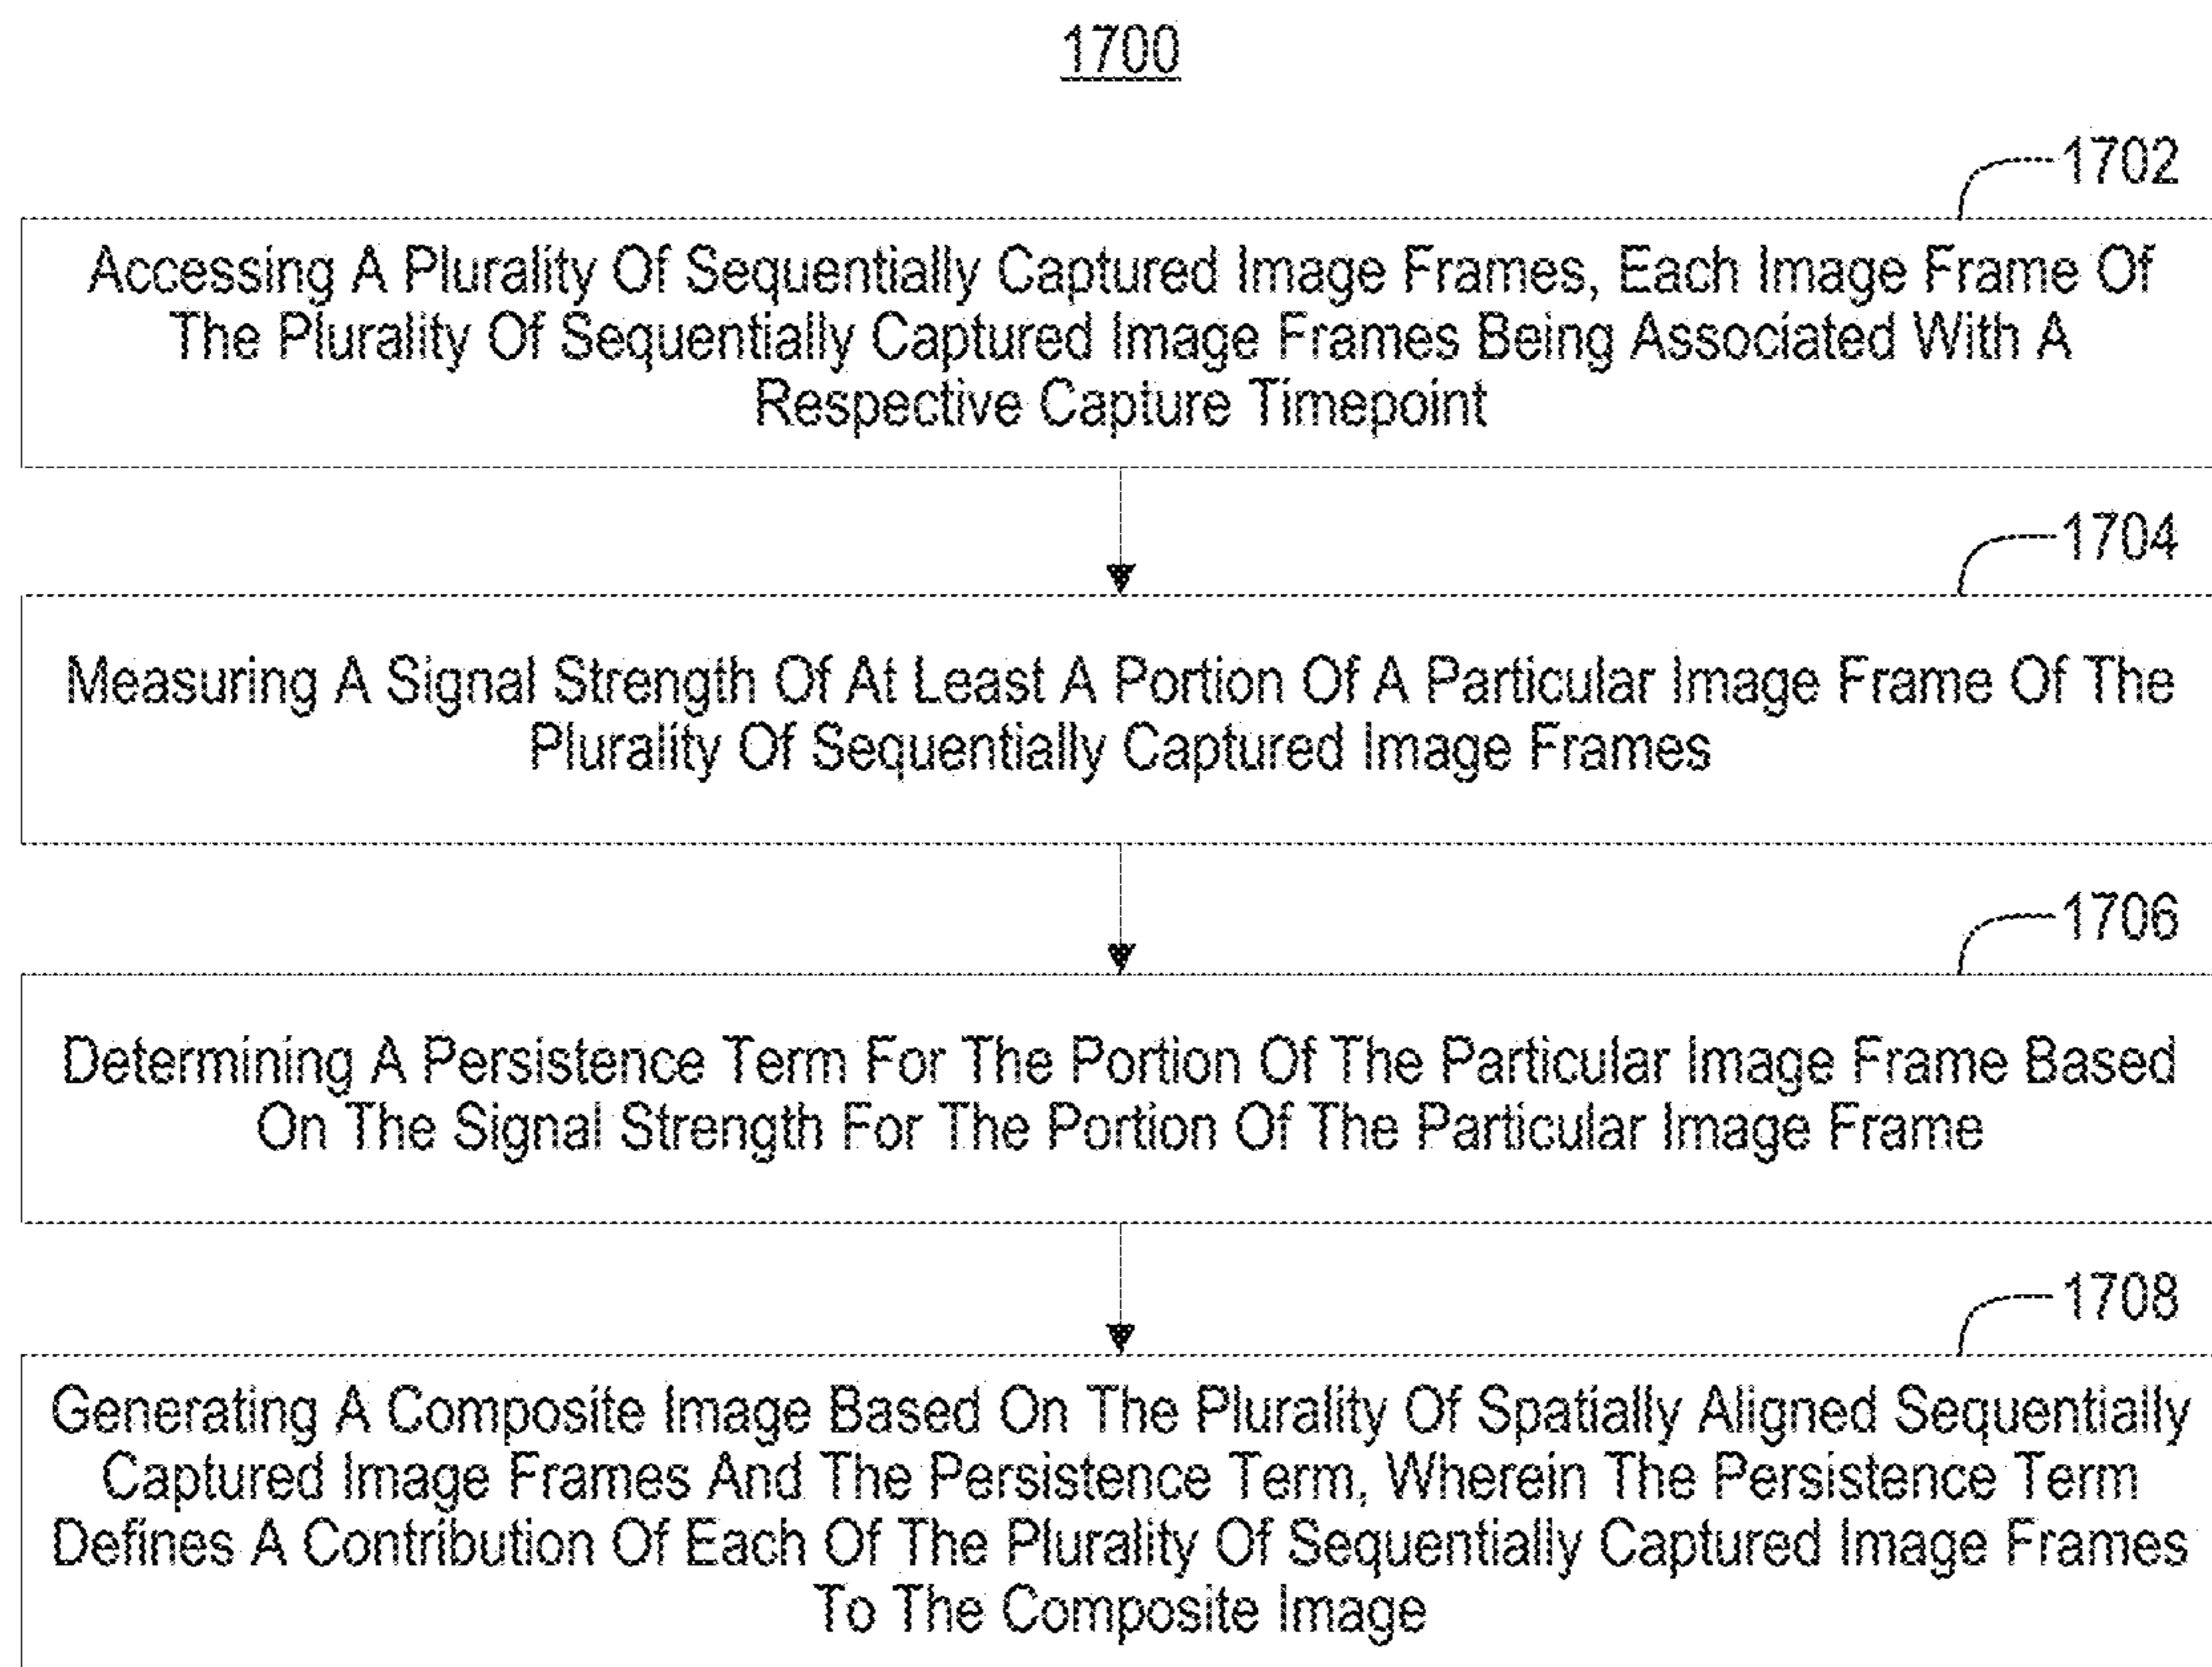 1700
1702
Accessing A Plurality Of Sequentially Captured Image Frames, Each Image Frame Of
The Plurality Of Sequentially Captured Image Frames Being Associated With A
Respective Capture Timepoint
1704
Measuring A Signal Strength Of At Least A Portion Of A Particular Image Frame Of The
Plurality Of Sequentially Captured Image Frames
1706
Determining A Persistence Term For The Portion Of The Particular Image Frame Based
On The Signal Strength For The Portion Of The Particular Image Frame
1708
Generating A Composite Image Based On The Plurality Of Spatially Aligned Sequentially
Captured Image Frames And The Persistence Term, Wherein The Persistence Term
Defines A Contribution Of Each Of The Plurality Of Sequentially Captured Image Frames
To The Composite Image